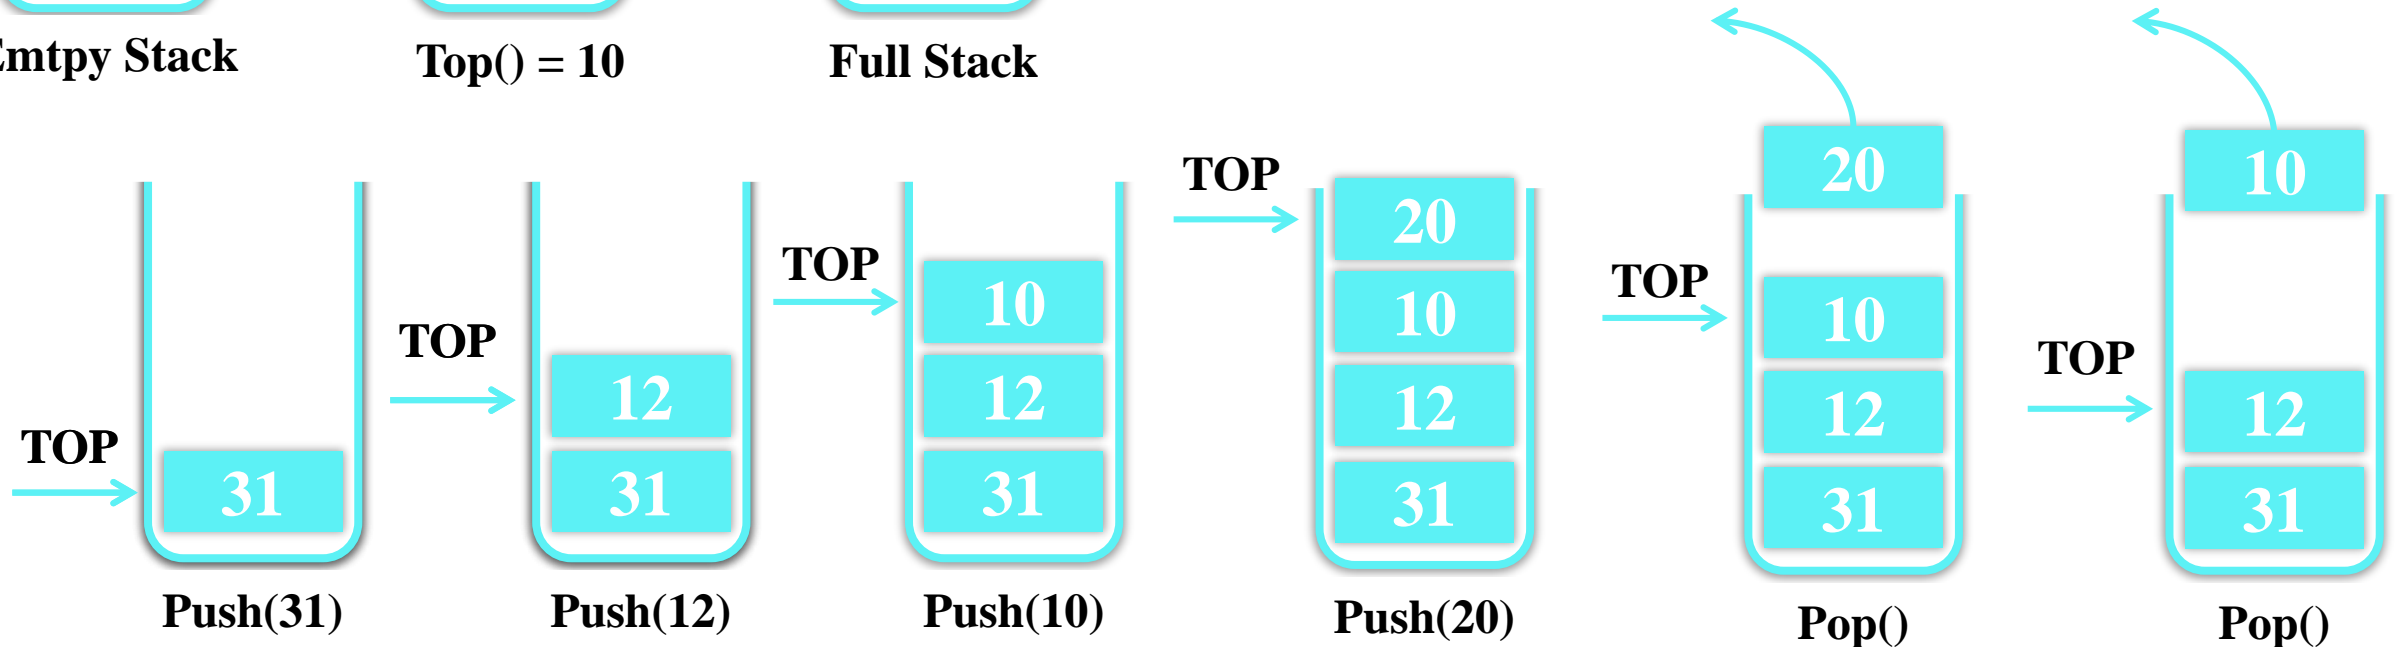 Emtpy Stack
Top() = 10
Full Stack
TOP
31
Push(31)
TOP
12
31
Push(12)
TOP
10
12
31
Push(10)
TOP
20
10
12
31
Push(20)
20
TOP
10
12
31
Pop()
10
TOP
12
31
Pop()